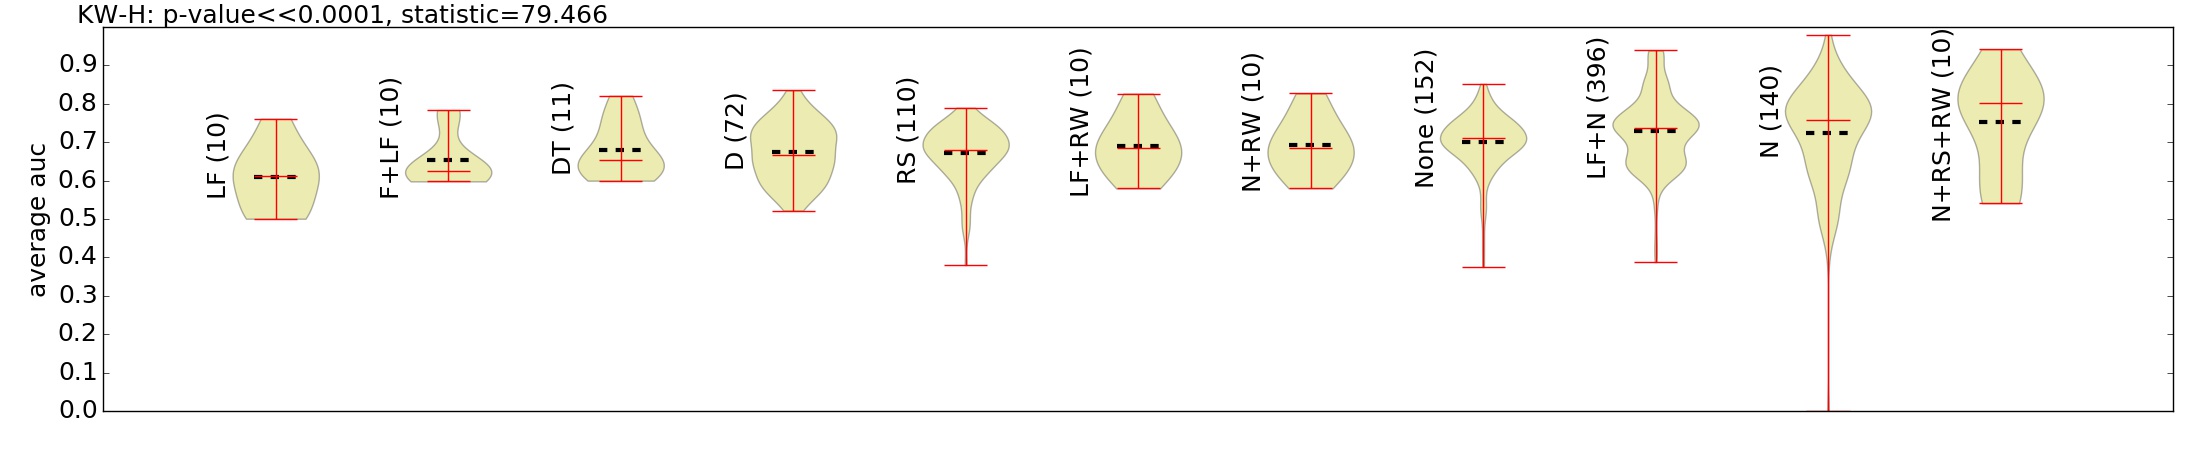 KW-H: p-value<<0.0001, statistic=79.466
average auc
0.9
0.8
0.7
0.6
0.5
0.4
0.3
0.2
0.1
0.0
LF (10)
F+LF (10)
DT (11)
D (72)
RS (110)
LF+RW (10)
N+RW (10)
None (152)
LF+N (396)
N (140)
N+RS+RW (10)